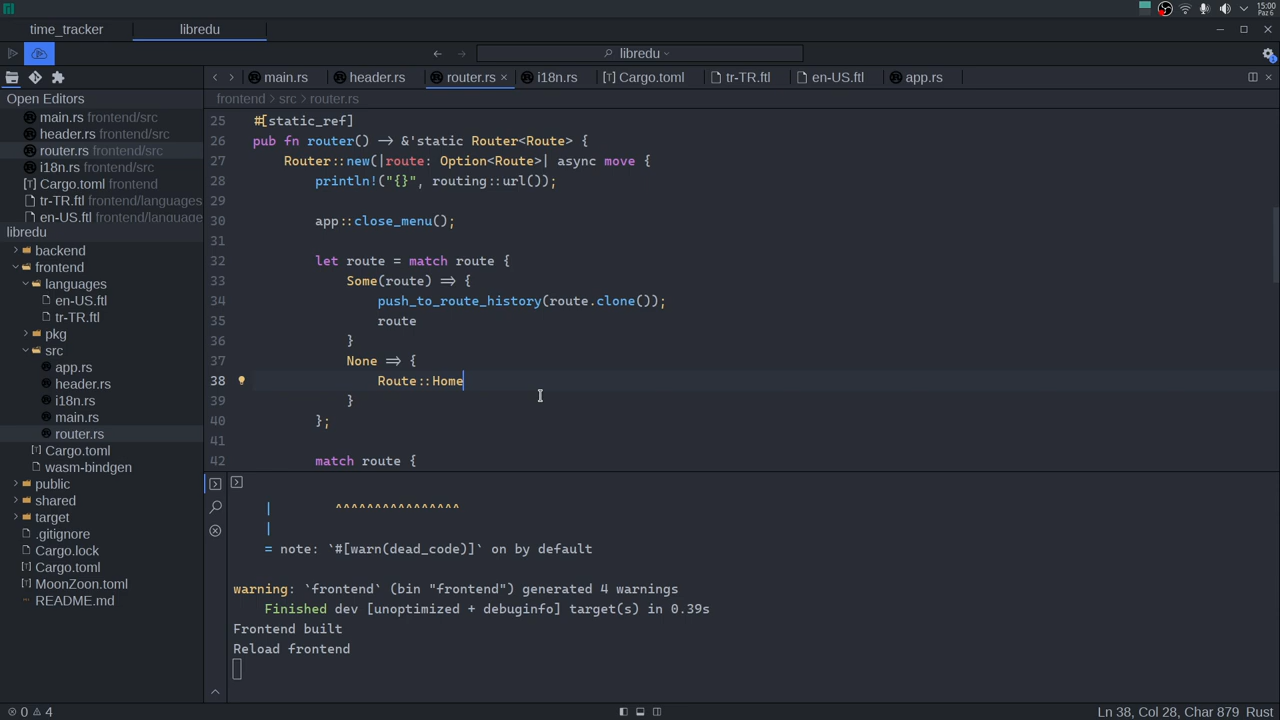 15:00
Paz 6
time_tracker
libredu
libredu
main.rs
header.rs
router.rs ×
i18n.rs
Cargo.toml
tr-TR.ftl
en-US.ftl
app.rs
Open Editors
main.rs frontend/src
header.rs frontend/src
router.rs frontend/src
i18n.rs frontend/src
Cargo.toml frontend
tr-TR.ftl frontend/languages
en-US.ftl frontend/languages
libredu
backend
frontend
languages
en-US.ftl
tr-TR.ftl
pkg
src
app.rs
header.rs
i18n.rs
main.rs
router.rs
Cargo.toml
wasm-bindgen
public
shared
target
.gitignore
Cargo.lock
Cargo.toml
MoonZoon.toml
README.md
frontend > src > router.rs
25 #[static_ref]
26 pub fn router() -> &'static Router<Route> {
27 Router::new(|route: Option<Route>| async move {
28 println!("{}", routing::url());
29
30 app::close_menu();
31
32 let route = match route {
33 Some(route) => {
34 push_to_route_history(route.clone());
35 route
36 }
37 None => {
38 Route::Home
39 }
40 };
41
42 match route {
| ^^^^^^^^^^^^^^^^
|
= note: `#[warn(dead_code)]` on by default
warning: `frontend` (bin "frontend") generated 4 warnings
Finished dev [unoptimized + debuginfo] target(s) in 0.39s
Frontend built
Reload frontend
0 4
Ln 38, Col 28, Char 879 Rust